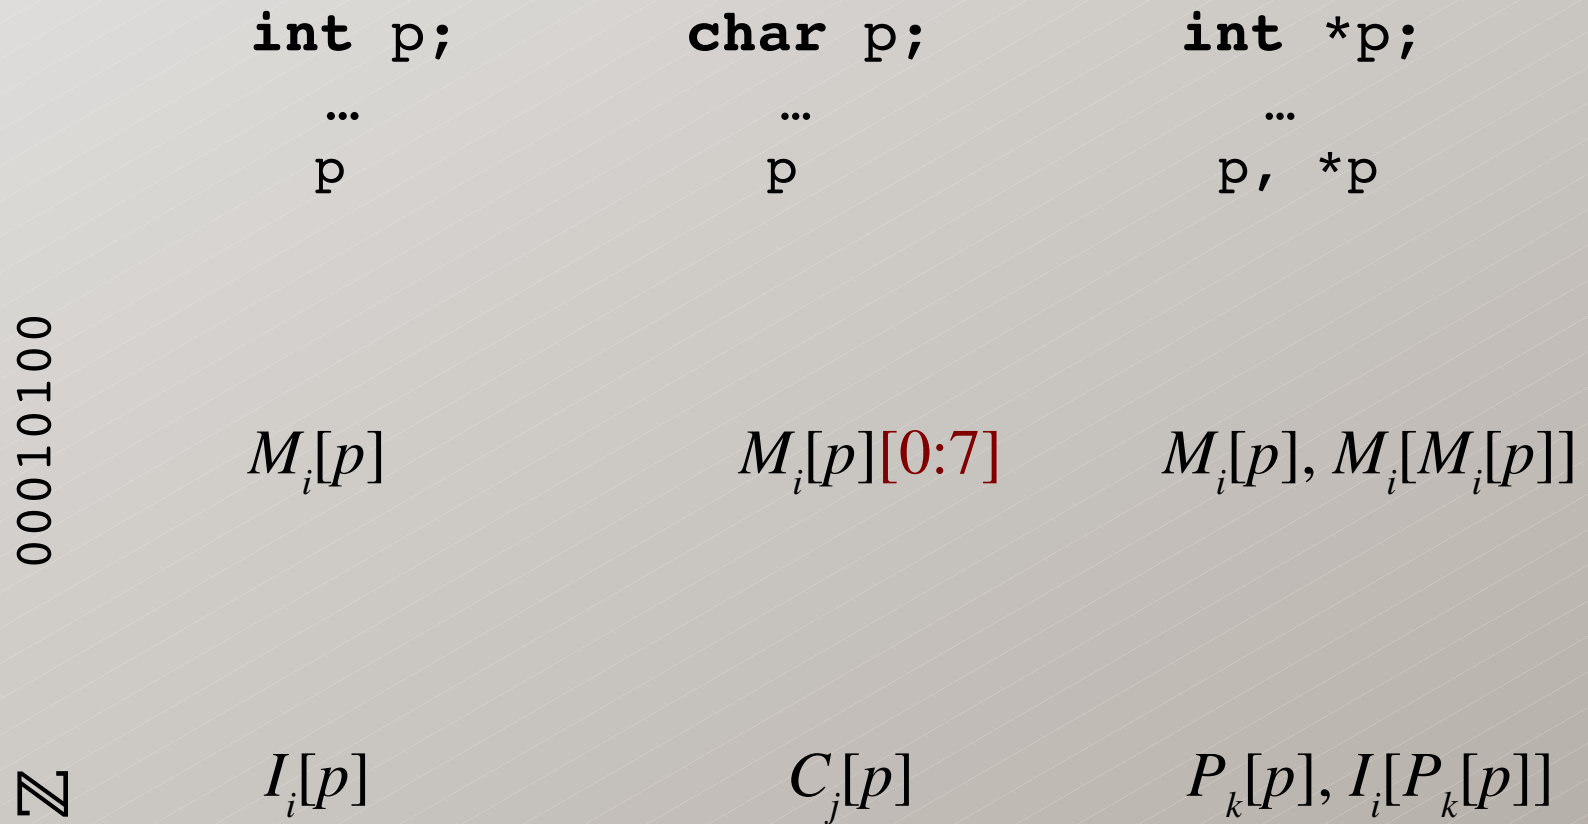 int p; char p; int *p;
… … …
p p p, *p
00010100
M_i[p] M_i[p][0:7] M_i[p], M_i[M_i[p]]
ℤ
I_i[p] C_j[p] P_k[p], I_i[P_k[p]]